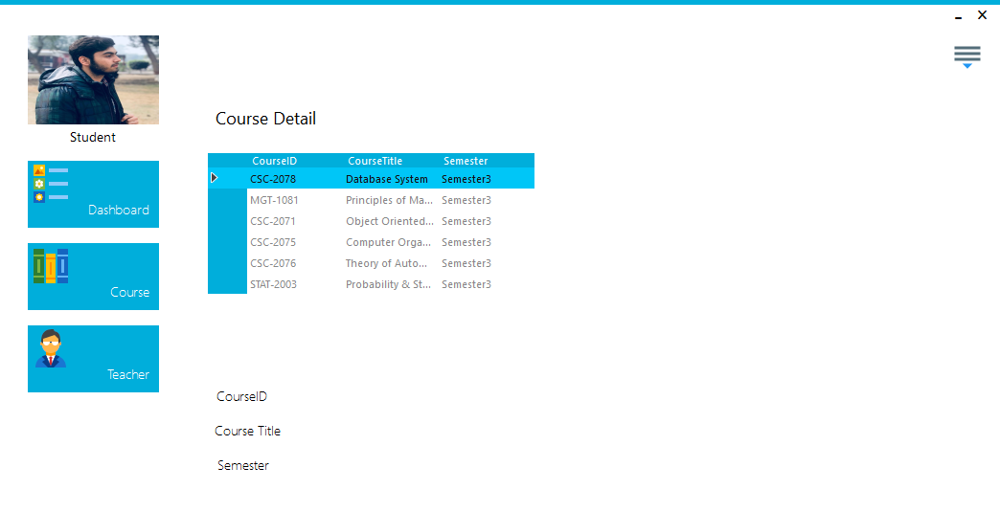 Student
Dashboard
Course
Teacher
Course Detail
CourseID CourseTitle Semester
CSC-2078 Database System Semester3
MGT-1081 Principles of Ma... Semester3
CSC-2071 Object Oriented... Semester3
CSC-2075 Computer Orga... Semester3
CSC-2076 Theory of Auto... Semester3
STAT-2003 Probability & St... Semester3
CourseID
Course Title
Semester